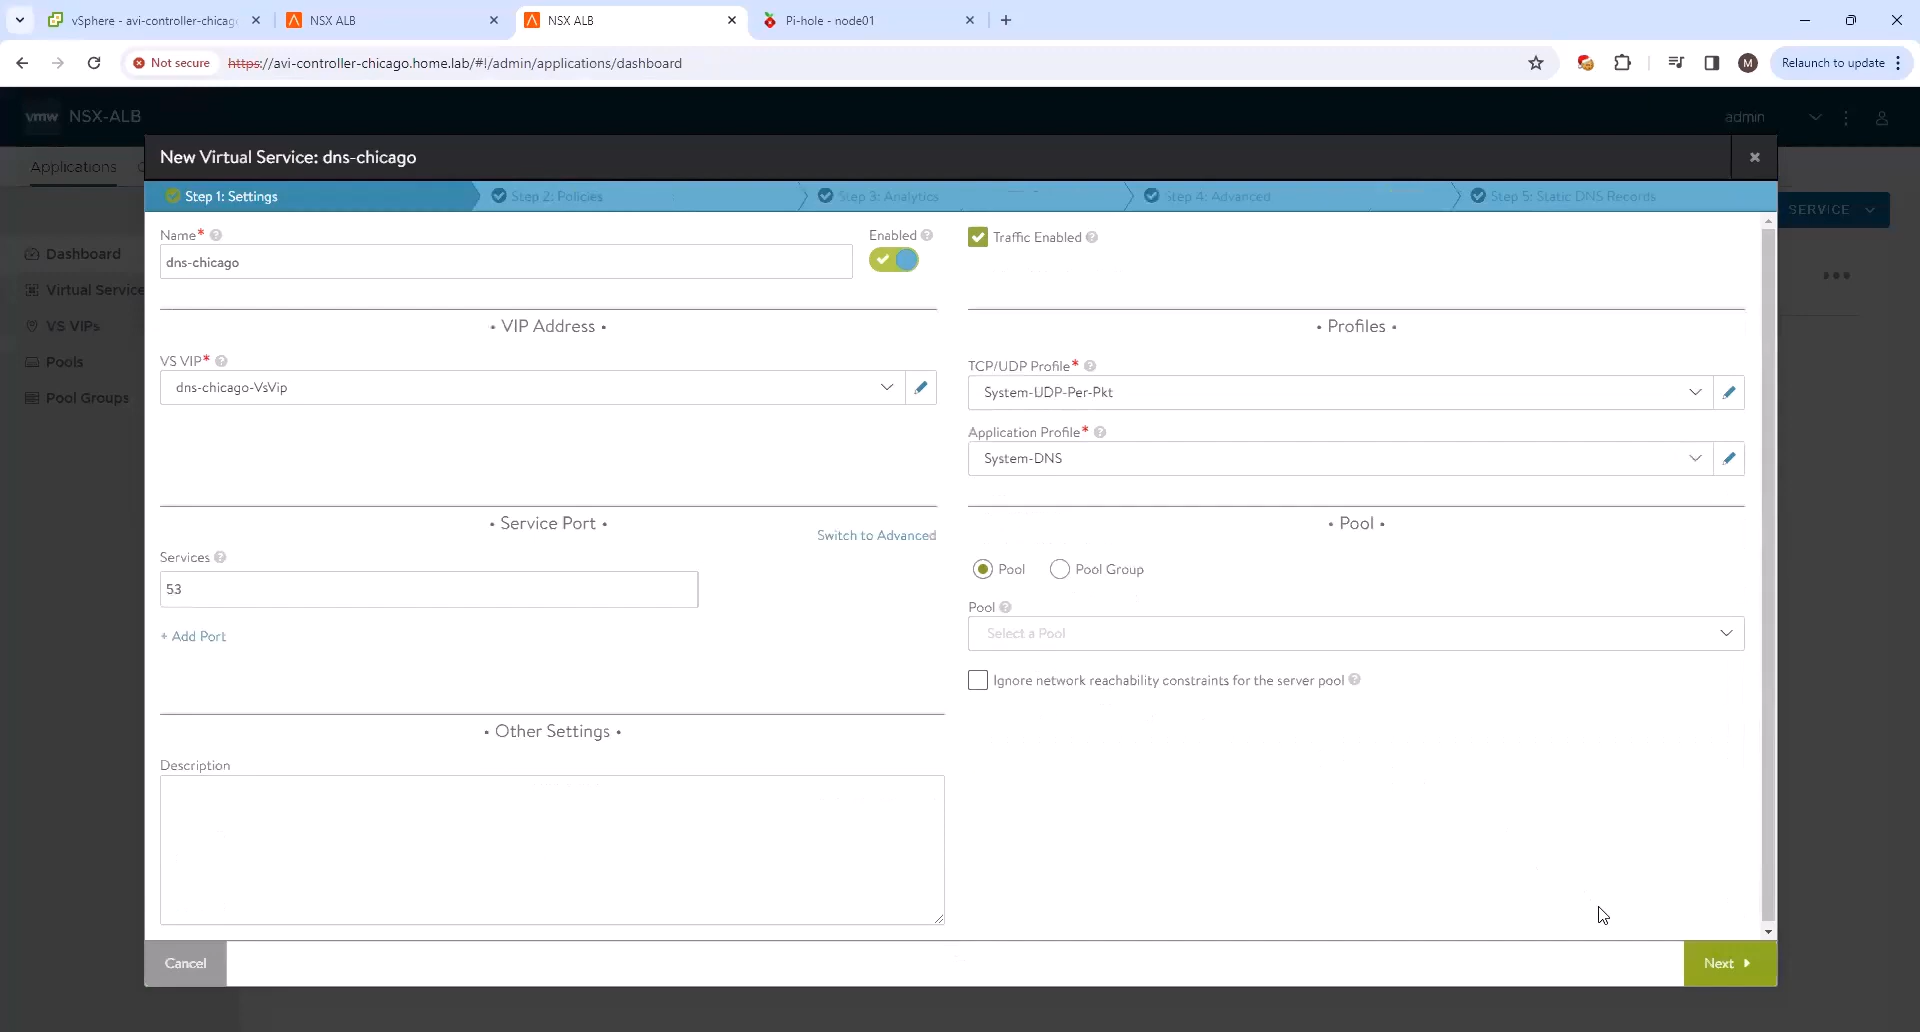 vSphere - avi-controller-chicag
NSX ALB
NSX ALB
Pi-hole - node01
Not secure
https://avi-controller-chicago.home.lab/#!/admin/applications/dashboard
M
Relaunch to update
vmw NSX-ALB
admin
Applications
New Virtual Service: dns-chicago
Step 1: Settings
Step 2: Policies
Step 3: Analytics
Step 4: Advanced
Step 5: Static DNS Records
SERVICE
Dashboard
Virtual Service
VS VIPs
Pools
Pool Groups
Name*
dns-chicago
Enabled
Traffic Enabled
• VIP Address •
VS VIP*
dns-chicago-VsVip
• Profiles •
TCP/UDP Profile*
System-UDP-Per-Pkt
Application Profile*
System-DNS
• Service Port •
Switch to Advanced
Services
53
+ Add Port
• Pool •
Pool
Pool Group
Pool
Select a Pool
Ignore network reachability constraints for the server pool
• Other Settings •
Description
Cancel
Next